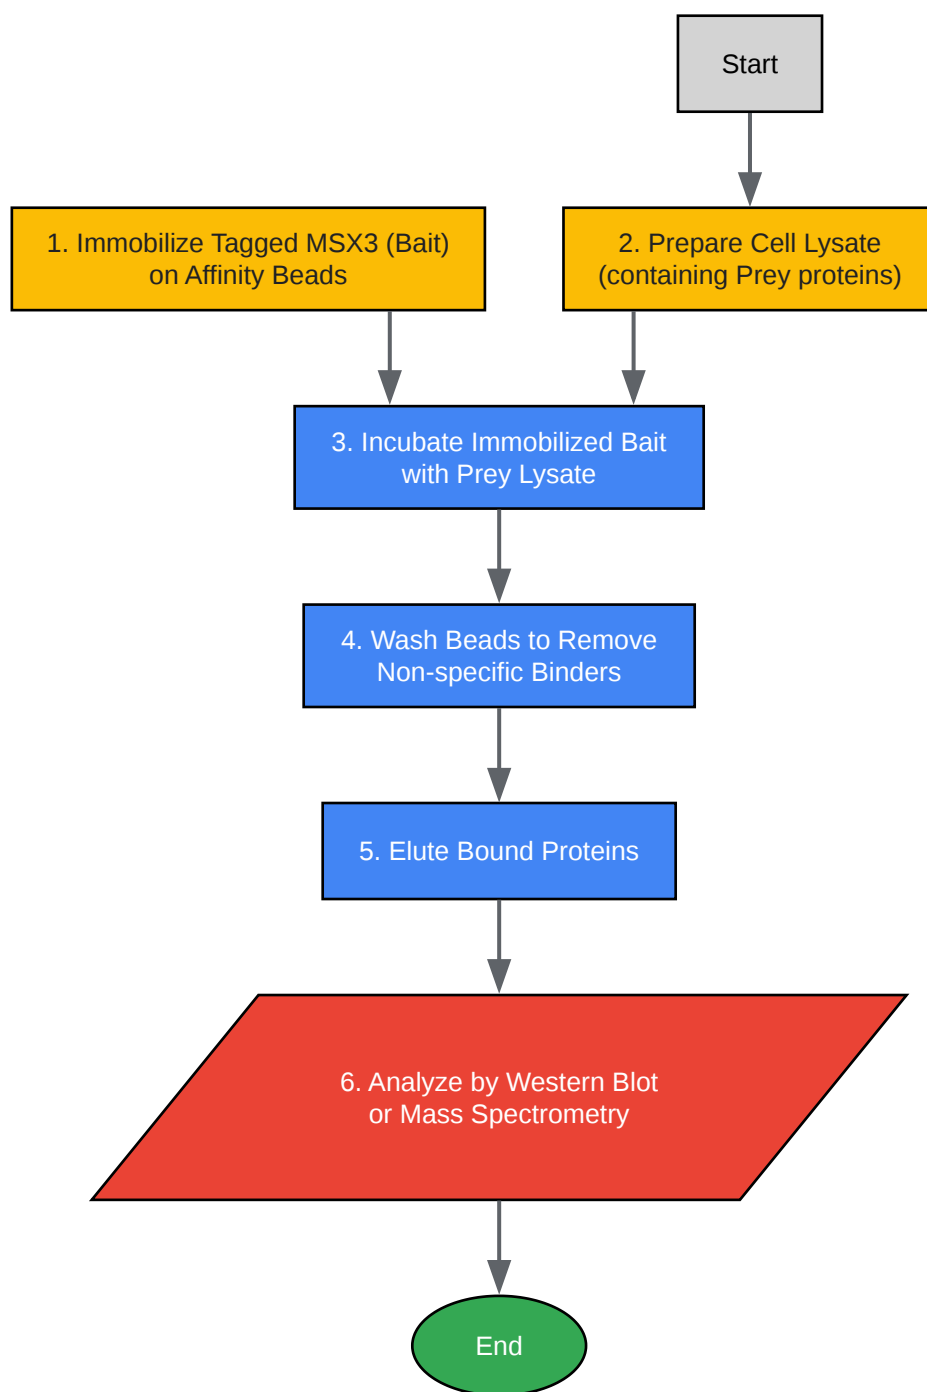 Start
1. Immobilize Tagged MSX3 (Bait)
on Affinity Beads
2. Prepare Cell Lysate
(containing Prey proteins)
3. Incubate Immobilized Bait
with Prey Lysate
4. Wash Beads to Remove
Non-specific Binders
5. Elute Bound Proteins
6. Analyze by Western Blot
or Mass Spectrometry
End